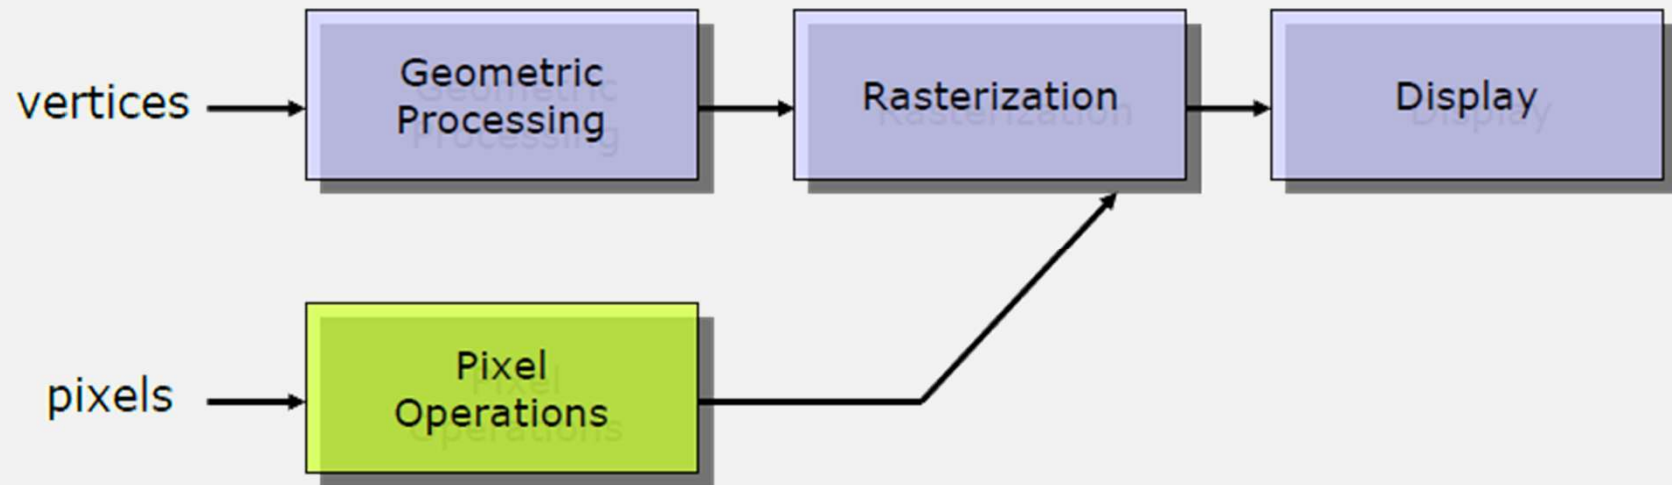 vertices
Geometric
Processing
Rasterization
Display
pixels
Pixel
Operations